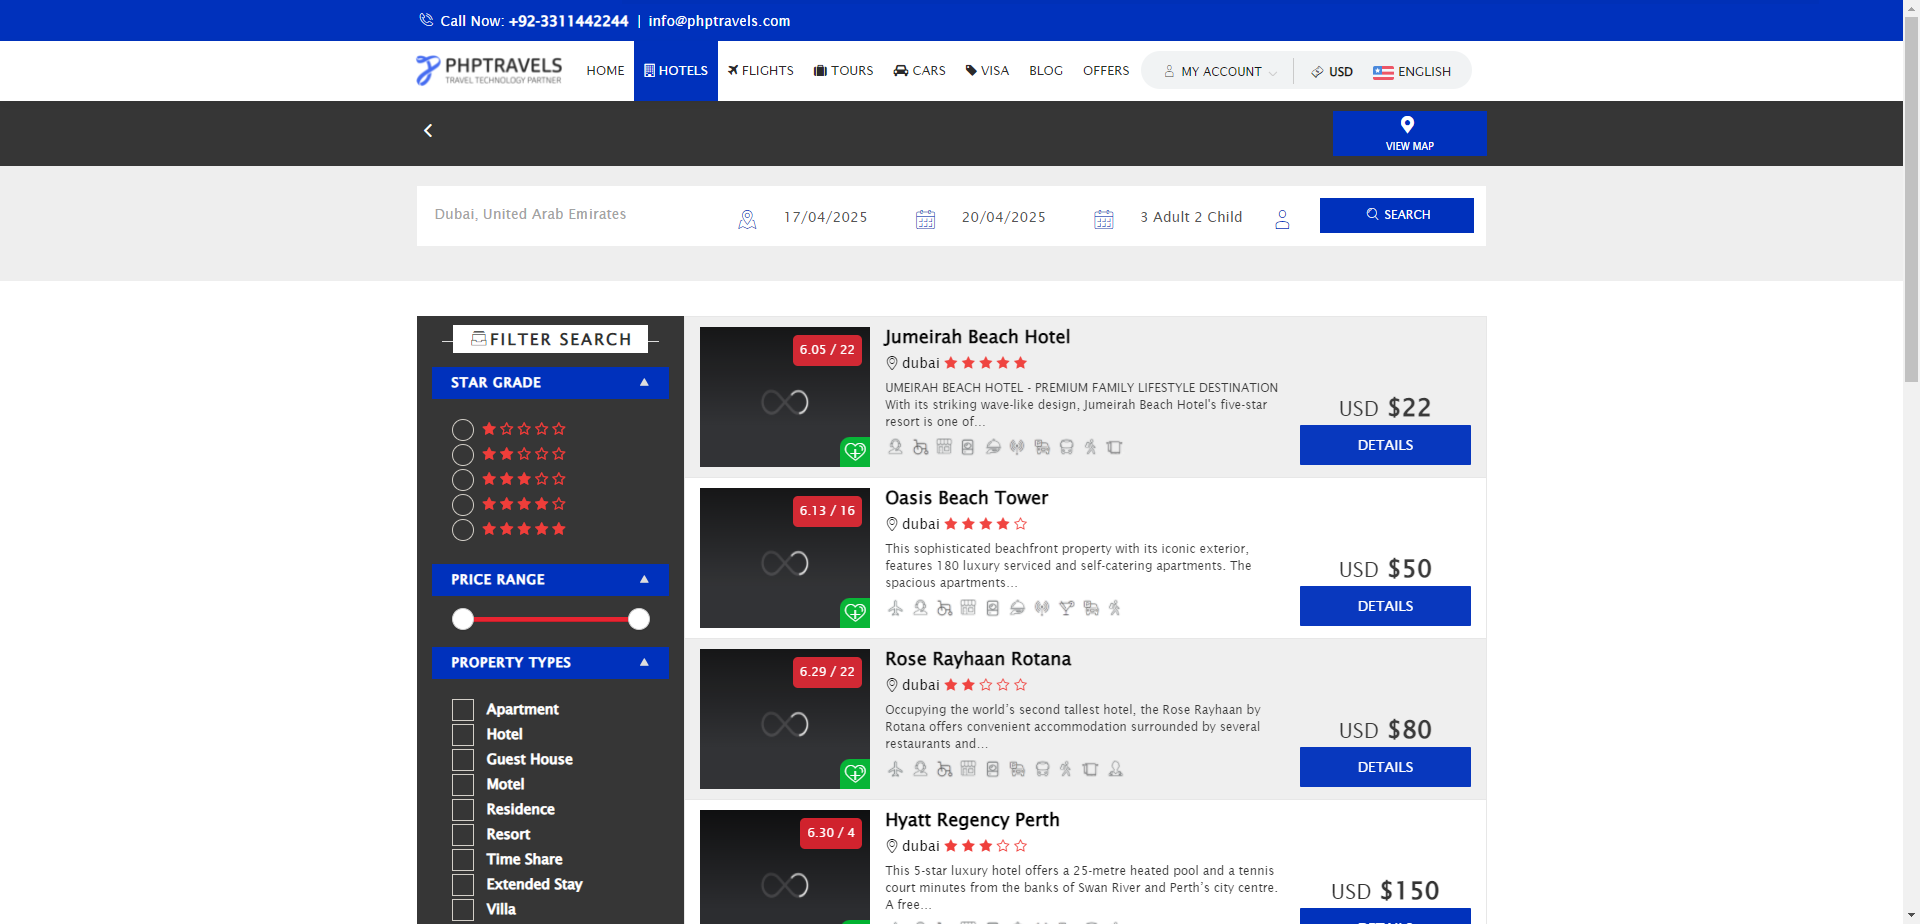 Call Now: +92-3311442244 | info@phptravels.com
PHPTRAVELS
TRAVEL TECHNOLOGY PARTNER
HOME HOTELS FLIGHTS TOURS CARS VISA BLOG OFFERS MY ACCOUNT USD ENGLISH
VIEW MAP
Dubai, United Arab Emirates 17/04/2025 20/04/2025 3 Adult 2 Child SEARCH
FILTER SEARCH
STAR GRADE
PRICE RANGE
PROPERTY TYPES
Apartment
Hotel
Guest House
Motel
Residence
Resort
Time Share
Extended Stay
Villa
6.05 / 22
Jumeirah Beach Hotel
dubai
UMEIRAH BEACH HOTEL - PREMIUM FAMILY LIFESTYLE DESTINATION
With its striking wave-like design, Jumeirah Beach Hotel's five-star
resort is one of...
USD $22
DETAILS
6.13 / 16
Oasis Beach Tower
dubai
This sophisticated beachfront property with its iconic exterior,
features 180 luxury serviced and self-catering apartments. The
spacious apartments...
USD $50
DETAILS
6.29 / 22
Rose Rayhaan Rotana
dubai
Occupying the world’s second tallest hotel, the Rose Rayhaan by
Rotana offers convenient accommodation surrounded by several
restaurants and...
USD $80
DETAILS
6.30 / 4
Hyatt Regency Perth
dubai
This 5-star luxury hotel offers a 25-metre heated pool and a tennis
court minutes from the banks of Swan River and Perth’s city centre.
A free...
USD $150
DETAILS